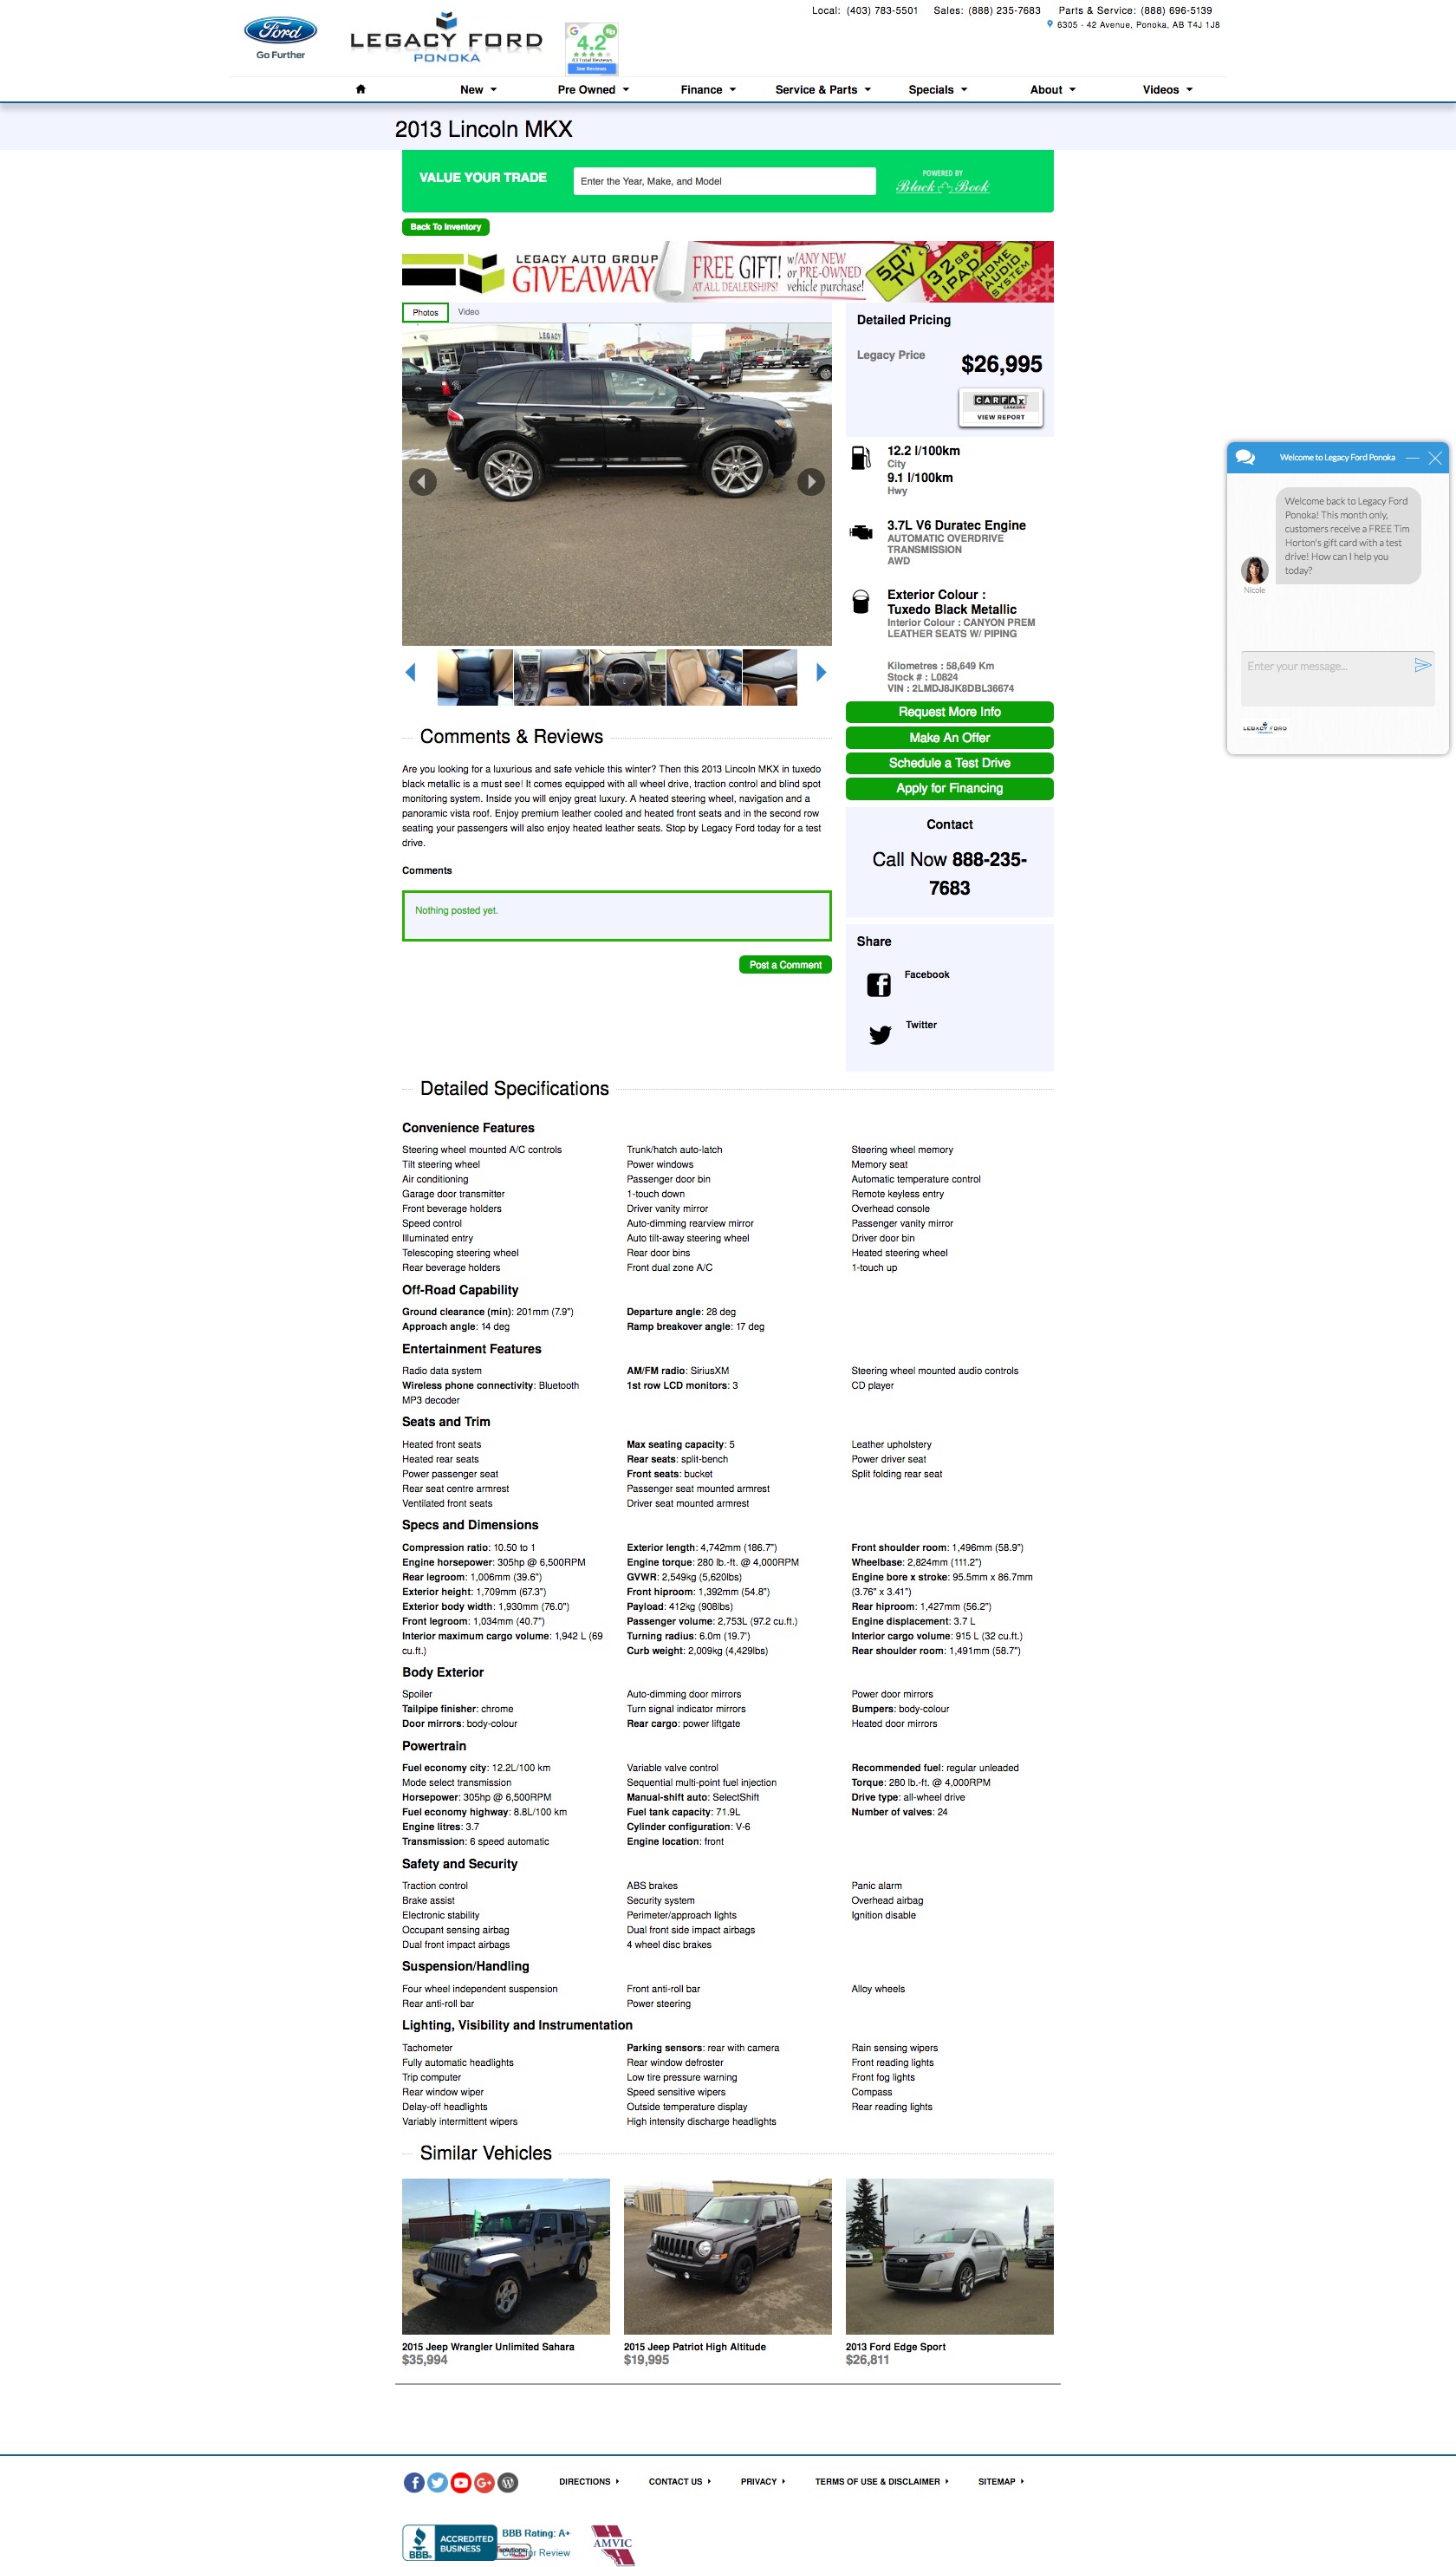 Local: (403) 783-5501 Sales: (888) 235-7683 Parts & Service: (888) 696-5139
6305 - 42 Avenue, Ponoka, AB T4J 1J8
Ford
Go Further
LEGACY FORD
PONOKA
4.2
See Reviews
New Pre Owned Finance Service & Parts Specials About Videos
2013 Lincoln MKX
VALUE YOUR TRADE
Enter the Year, Make, and Model
POWERED BY
Black Book
Back To Inventory
LEGACY AUTO GROUP
GIVEAWAY
FREE GIFT!
AT ALL DEALERSHIPS!
w/ANY NEW
or PRE-OWNED
vehicle purchase!
50" TV
32 GB IPAD
HOME AUDIO SYSTEM
Photos Video
LEGACY
Detailed Pricing
Legacy Price
$26,995
CARFAX
CANADA
VIEW REPORT
12.2 l/100km
City
9.1 l/100km
Hwy
3.7L V6 Duratec Engine
AUTOMATIC OVERDRIVE
TRANSMISSION
AWD
Exterior Colour :
Tuxedo Black Metallic
Interior Colour : CANYON PREM
LEATHER SEATS W/ PIPING
Kilometres : 58,649 Km
Stock # : L0824
VIN : 2LMDJ8JK8DBL36674
Request More Info
Make An Offer
Schedule a Test Drive
Apply for Financing
Contact
Call Now 888-235-
7683
Share
Facebook
Twitter
Welcome to Legacy Ford Ponoka
Welcome back to Legacy Ford
Ponoka! This month only,
customers receive a FREE Tim
Horton's gift card with a test
drive! How can I help you
today?
Nicole
Enter your message...
LEGACY FORD
Comments & Reviews
Are you looking for a luxurious and safe vehicle this winter? Then this 2013 Lincoln MKX in tuxedo
black metallic is a must see! It comes equipped with all wheel drive, traction control and blind spot
monitoring system. Inside you will enjoy great luxury. A heated steering wheel, navigation and a
panoramic vista roof. Enjoy premium leather cooled and heated front seats and in the second row
seating your passengers will also enjoy heated leather seats. Stop by Legacy Ford today for a test
drive.
Comments
Nothing posted yet.
Post a Comment
Detailed Specifications
Convenience Features
Steering wheel mounted A/C controls Trunk/hatch auto-latch Steering wheel memory
Tilt steering wheel Power windows Memory seat
Air conditioning Passenger door bin Automatic temperature control
Garage door transmitter 1-touch down Remote keyless entry
Front beverage holders Driver vanity mirror Overhead console
Speed control Auto-dimming rearview mirror Passenger vanity mirror
Illuminated entry Auto tilt-away steering wheel Driver door bin
Telescoping steering wheel Rear door bins Heated steering wheel
Rear beverage holders Front dual zone A/C 1-touch up
Off-Road Capability
Ground clearance (min): 201mm (7.9") Departure angle: 28 deg
Approach angle: 14 deg Ramp breakover angle: 17 deg
Entertainment Features
Radio data system AM/FM radio: SiriusXM Steering wheel mounted audio controls
Wireless phone connectivity: Bluetooth 1st row LCD monitors: 3 CD player
MP3 decoder
Seats and Trim
Heated front seats Max seating capacity: 5 Leather upholstery
Heated rear seats Rear seats: split-bench Power driver seat
Power passenger seat Front seats: bucket Split folding rear seat
Rear seat centre armrest Passenger seat mounted armrest
Ventilated front seats Driver seat mounted armrest
Specs and Dimensions
Compression ratio: 10.50 to 1 Exterior length: 4,742mm (186.7") Front shoulder room: 1,496mm (58.9")
Engine horsepower: 305hp @ 6,500RPM Engine torque: 280 lb.-ft. @ 4,000RPM Wheelbase: 2,824mm (111.2")
Rear legroom: 1,006mm (39.6") GVWR: 2,549kg (5,620lbs) Engine bore x stroke: 95.5mm x 86.7mm
Exterior height: 1,709mm (67.3") Front hiproom: 1,392mm (54.8") (3.76" x 3.41")
Exterior body width: 1,930mm (76.0") Payload: 412kg (908lbs) Rear hiproom: 1,427mm (56.2")
Front legroom: 1,034mm (40.7") Passenger volume: 2,753L (97.2 cu.ft.) Engine displacement: 3.7 L
Interior maximum cargo volume: 1,942 L (69 Turning radius: 6.0m (19.7') Interior cargo volume: 915 L (32 cu.ft.)
cu.ft.) Curb weight: 2,009kg (4,429lbs) Rear shoulder room: 1,491mm (58.7")
Body Exterior
Spoiler Auto-dimming door mirrors Power door mirrors
Tailpipe finisher: chrome Turn signal indicator mirrors Bumpers: body-colour
Door mirrors: body-colour Rear cargo: power liftgate Heated door mirrors
Powertrain
Fuel economy city: 12.2L/100 km Variable valve control Recommended fuel: regular unleaded
Mode select transmission Sequential multi-point fuel injection Torque: 280 lb.-ft. @ 4,000RPM
Horsepower: 305hp @ 6,500RPM Manual-shift auto: SelectShift Drive type: all-wheel drive
Fuel economy highway: 8.8L/100 km Fuel tank capacity: 71.9L Number of valves: 24
Engine litres: 3.7 Cylinder configuration: V-6
Transmission: 6 speed automatic Engine location: front
Safety and Security
Traction control ABS brakes Panic alarm
Brake assist Security system Overhead airbag
Electronic stability Perimeter/approach lights Ignition disable
Occupant sensing airbag Dual front side impact airbags
Dual front impact airbags 4 wheel disc brakes
Suspension/Handling
Four wheel independent suspension Front anti-roll bar Alloy wheels
Rear anti-roll bar Power steering
Lighting, Visibility and Instrumentation
Tachometer Parking sensors: rear with camera Rain sensing wipers
Fully automatic headlights Rear window defroster Front reading lights
Trip computer Low tire pressure warning Front fog lights
Rear window wiper Speed sensitive wipers Compass
Delay-off headlights Outside temperature display Rear reading lights
Variably intermittent wipers High intensity discharge headlights
Similar Vehicles
2015 Jeep Wrangler Unlimited Sahara 2015 Jeep Patriot High Altitude 2013 Ford Edge Sport
$35,994 $19,995 $26,811
DIRECTIONS CONTACT US PRIVACY TERMS OF USE & DISCLAIMER SITEMAP
BBB
ACCREDITED
BUSINESS
BBB Rating: A+
Review
AMVIC